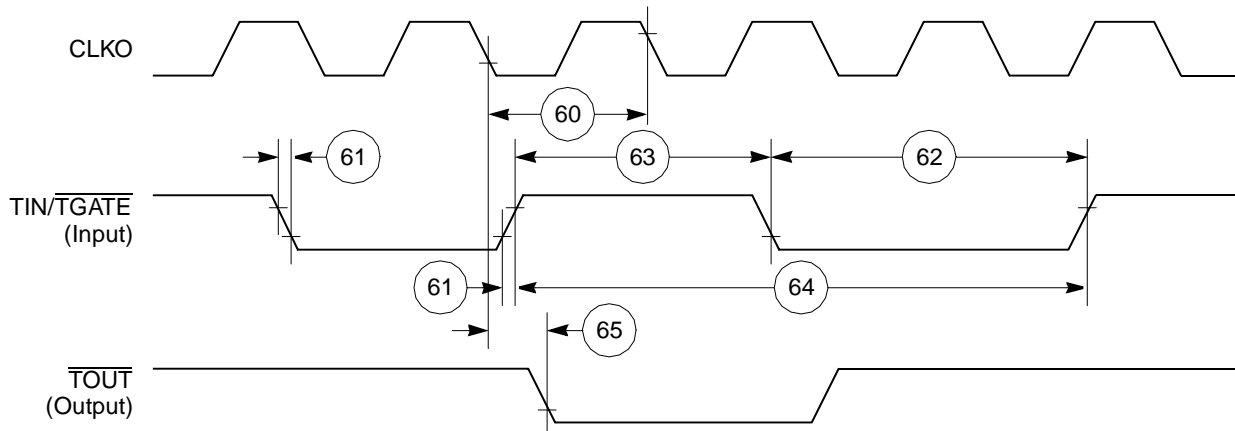 CLKO
60
61
63
62
TIN/TGATE
(Input)
61
64
65
TOUT
(Output)